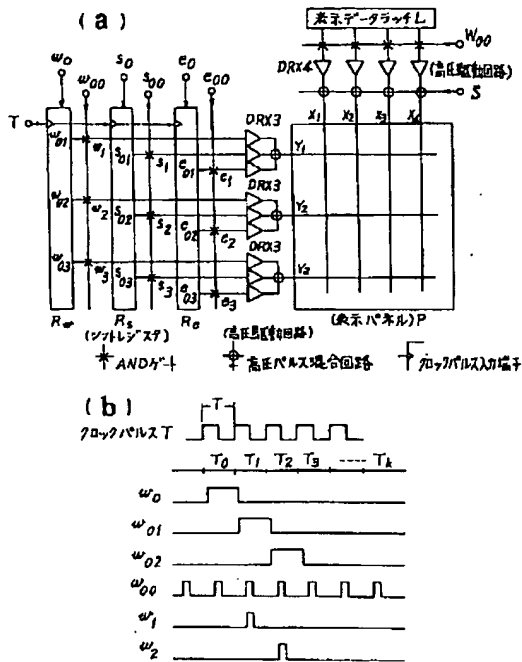 (a)
表示データラッチ L
W00
DRX4
(高圧駆動回路)
S
X1 X2 X3 X4
w0 s0 e0
w00 s00 e00
T
DRX3
w01 w1 s01 s1 e01 e1 Y1
DRX3
w02 w2 s02 s2 e02 e2 Y2
DRX3
w03 w3 s03 s3 e03 e3 Y3
Rw Rs Re
(表示パネル) P
(シフトレジスタ)
(高圧駆動回路)
ANDゲート
高圧パルス混合回路
クロックパルス入力端子
(b)
T
クロックパルス T
T0 T1 T2 T3 ---- Tk
w0
w01
w02
w00
w1
w2